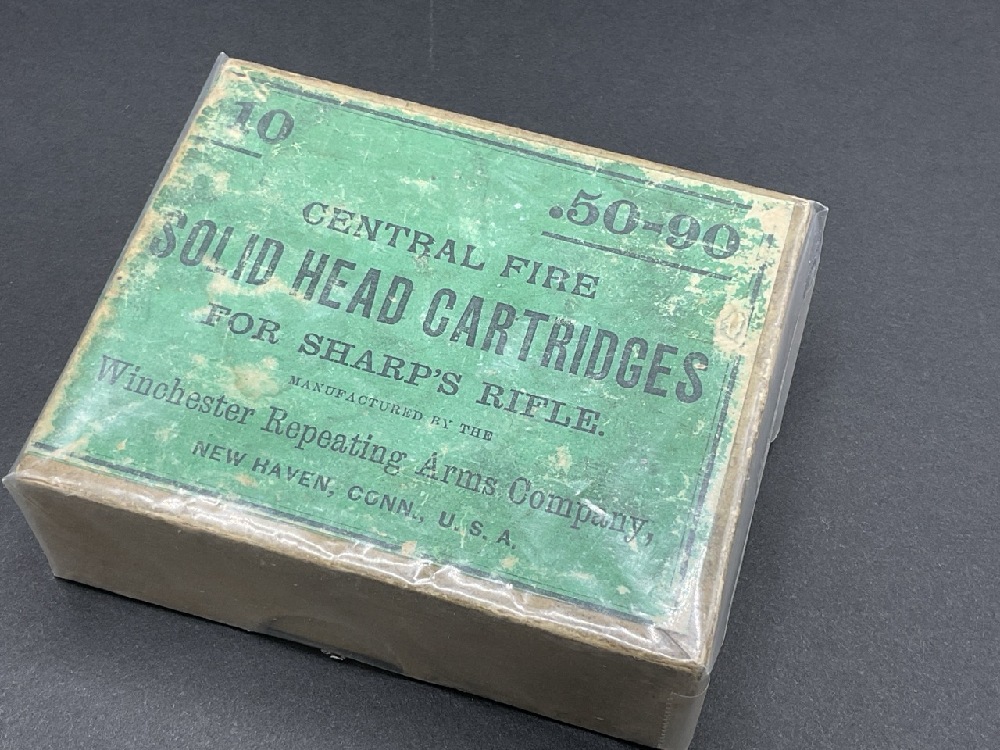 10
.50-90
CENTRAL FIRE
SOLID HEAD CARTRIDGES
FOR SHARP'S RIFLE.
MANUFACTURED BY THE
Winchester Repeating Arms Company,
NEW HAVEN, CONN., U. S. A.